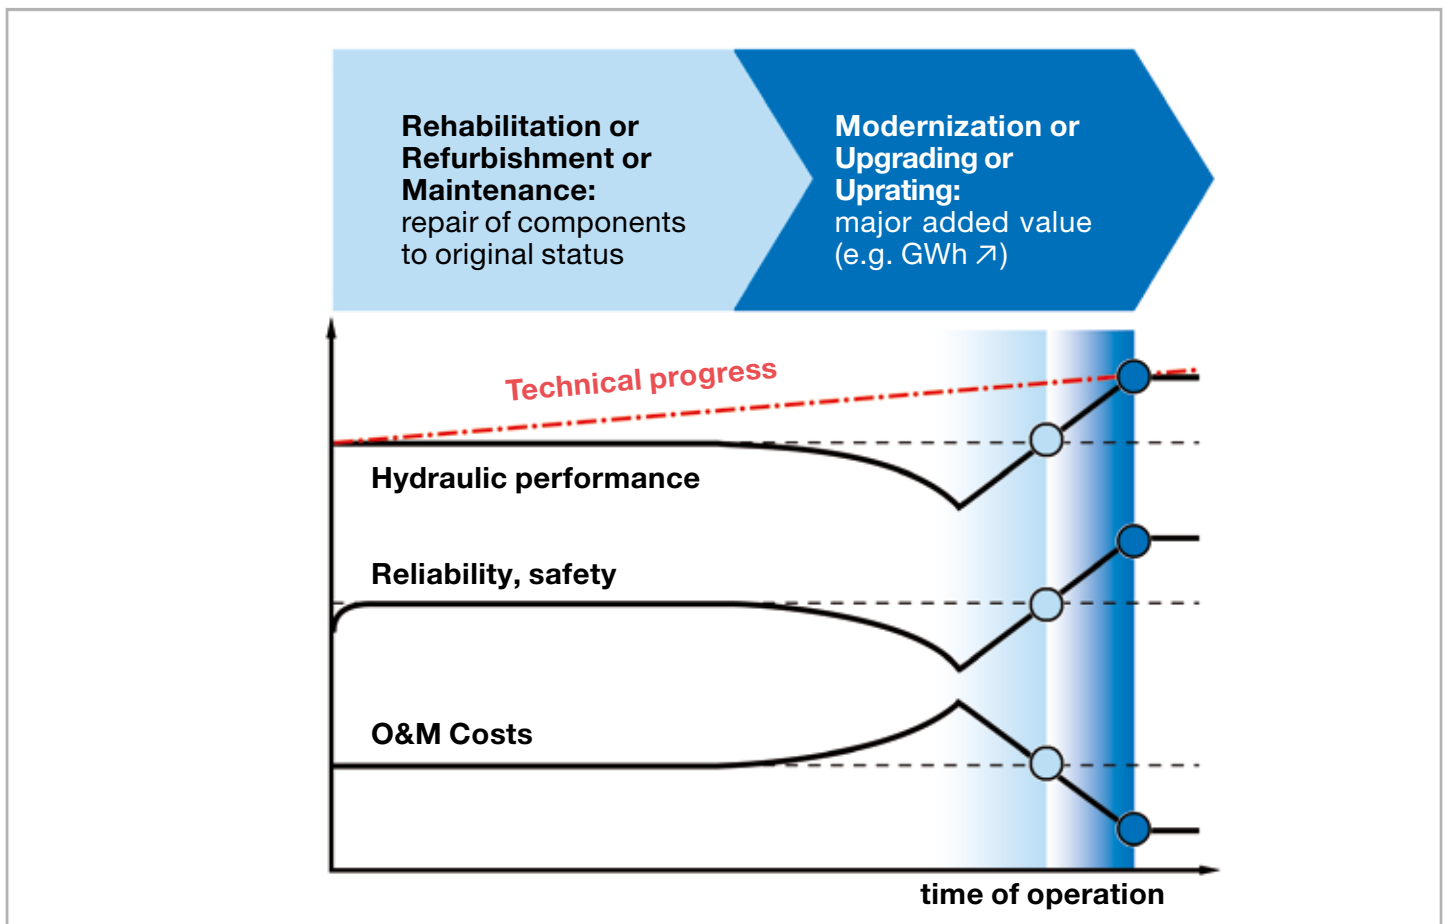 Rehabilitation or
Refurbishment or
Maintenance:
repair of components
to original status
Modernization or
Upgrading or
Uprating:
major added value
(e.g. GWh ↗)
Technical progress
Hydraulic performance
Reliability, safety
O&M Costs
time of operation